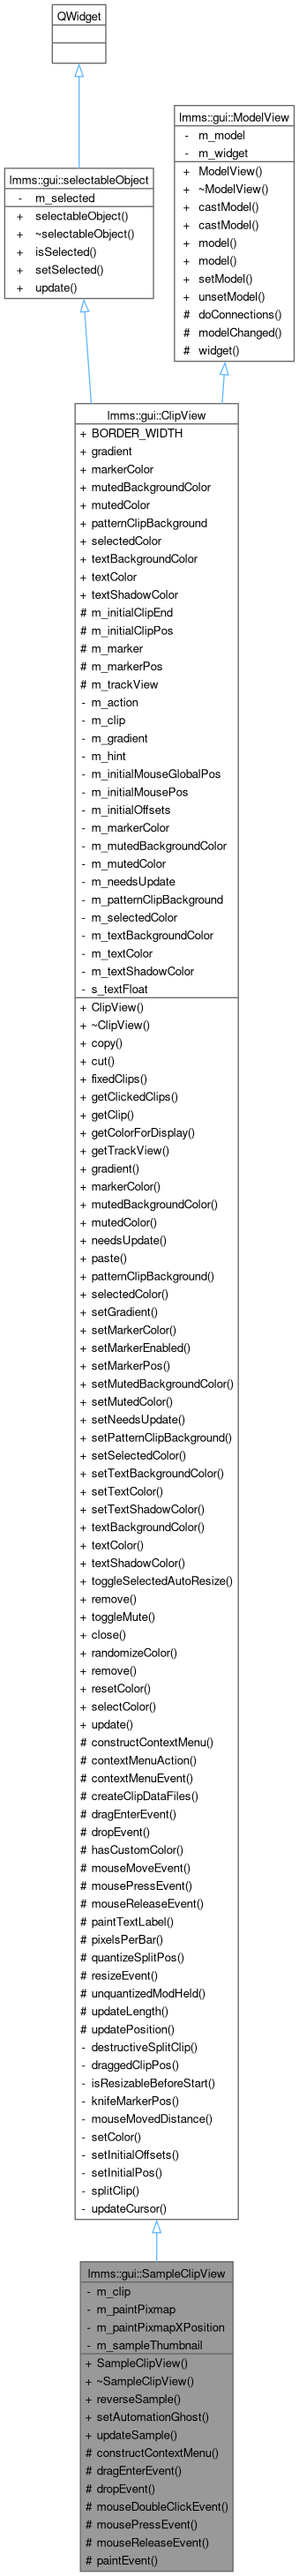 QWidget
lmms::gui::ModelView
- m_model
- m_widget
+ ModelView()
+ ~ModelView()
+ castModel()
+ castModel()
+ model()
+ model()
+ setModel()
+ unsetModel()
# doConnections()
# modelChanged()
# widget()
lmms::gui::selectableObject
- m_selected
+ selectableObject()
+ ~selectableObject()
+ isSelected()
+ setSelected()
+ update()
lmms::gui::ClipView
+ BORDER_WIDTH
+ gradient
+ markerColor
+ mutedBackgroundColor
+ mutedColor
+ patternClipBackground
+ selectedColor
+ textBackgroundColor
+ textColor
+ textShadowColor
# m_initialClipEnd
# m_initialClipPos
# m_marker
# m_markerPos
# m_trackView
- m_action
- m_clip
- m_gradient
- m_hint
- m_initialMouseGlobalPos
- m_initialMousePos
- m_initialOffsets
- m_markerColor
- m_mutedBackgroundColor
- m_mutedColor
- m_needsUpdate
- m_patternClipBackground
- m_selectedColor
- m_textBackgroundColor
- m_textColor
- m_textShadowColor
- s_textFloat
+ ClipView()
+ ~ClipView()
+ copy()
+ cut()
+ fixedClips()
+ getClickedClips()
+ getClip()
+ getColorForDisplay()
+ getTrackView()
+ gradient()
+ markerColor()
+ mutedBackgroundColor()
+ mutedColor()
+ needsUpdate()
+ paste()
+ patternClipBackground()
+ selectedColor()
+ setGradient()
+ setMarkerColor()
+ setMarkerEnabled()
+ setMarkerPos()
+ setMutedBackgroundColor()
+ setMutedColor()
+ setNeedsUpdate()
+ setPatternClipBackground()
+ setSelectedColor()
+ setTextBackgroundColor()
+ setTextColor()
+ setTextShadowColor()
+ textBackgroundColor()
+ textColor()
+ textShadowColor()
+ toggleSelectedAutoResize()
+ remove()
+ toggleMute()
+ close()
+ randomizeColor()
+ remove()
+ resetColor()
+ selectColor()
+ update()
# constructContextMenu()
# contextMenuAction()
# contextMenuEvent()
# createClipDataFiles()
# dragEnterEvent()
# dropEvent()
# hasCustomColor()
# mouseMoveEvent()
# mousePressEvent()
# mouseReleaseEvent()
# paintTextLabel()
# pixelsPerBar()
# quantizeSplitPos()
# resizeEvent()
# unquantizedModHeld()
# updateLength()
# updatePosition()
- destructiveSplitClip()
- draggedClipPos()
- isResizableBeforeStart()
- knifeMarkerPos()
- mouseMovedDistance()
- setColor()
- setInitialOffsets()
- setInitialPos()
- splitClip()
- updateCursor()
lmms::gui::SampleClipView
- m_clip
- m_paintPixmap
- m_paintPixmapXPosition
- m_sampleThumbnail
+ SampleClipView()
+ ~SampleClipView()
+ reverseSample()
+ setAutomationGhost()
+ updateSample()
# constructContextMenu()
# dragEnterEvent()
# dropEvent()
# mouseDoubleClickEvent()
# mousePressEvent()
# mouseReleaseEvent()
# paintEvent()